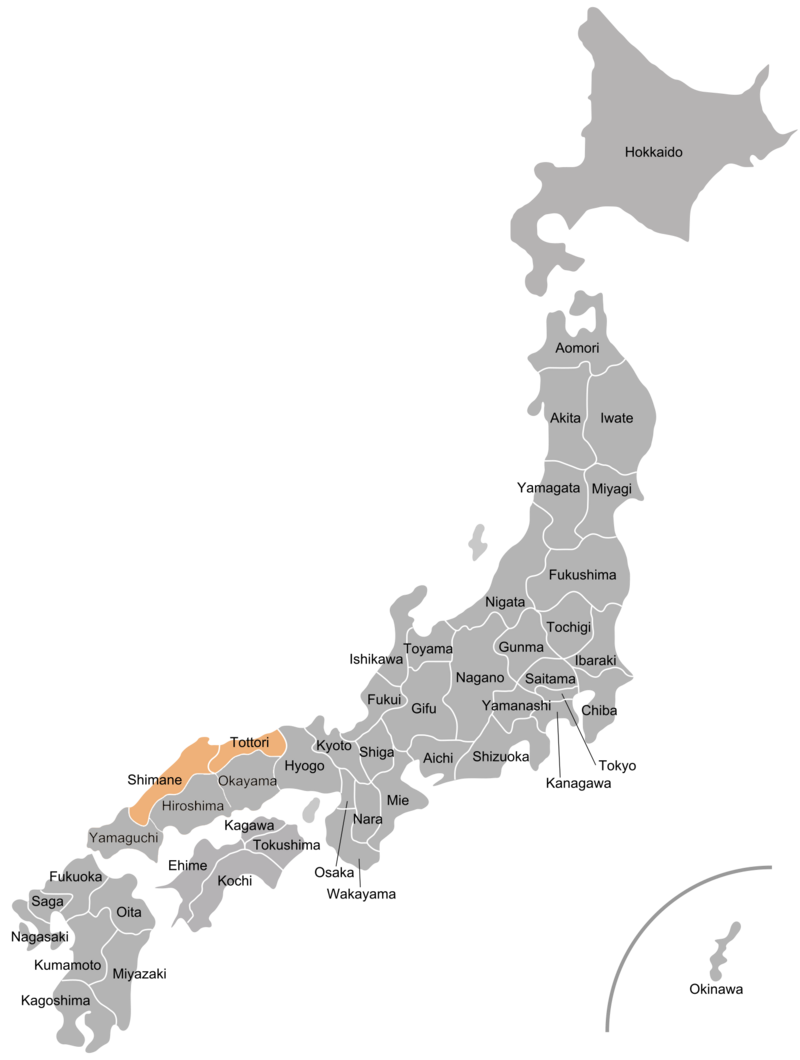 Hokkaido
Aomori
Akita
Iwate
Yamagata
Miyagi
Fukushima
Nigata
Tochigi
Gunma
Toyama
Ishikawa
Ibaraki
Nagano
Saitama
Fukui
Gifu
Yamanashi
Chiba
Tottori
Kyoto
Shiga
Aichi
Shizuoka
Hyogo
Tokyo
Shimane
Okayama
Kanagawa
Hiroshima
Mie
Nara
Kagawa
Yamaguchi
Tokushima
Ehime
Osaka
Fukuoka
Kochi
Wakayama
Saga
Oita
Nagasaki
Kumamoto
Miyazaki
Okinawa
Kagoshima